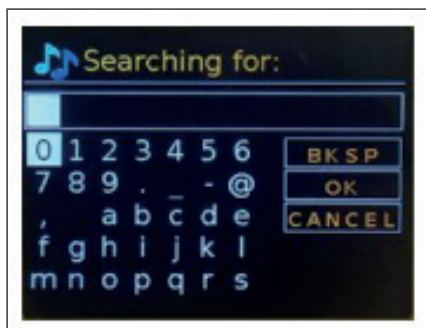 Searching for:
0 1 2 3 4 5 6 BKSP
7 8 9 . _ - @ OK
, a b c d e CANCEL
f g h i j k l
m n o p q r s